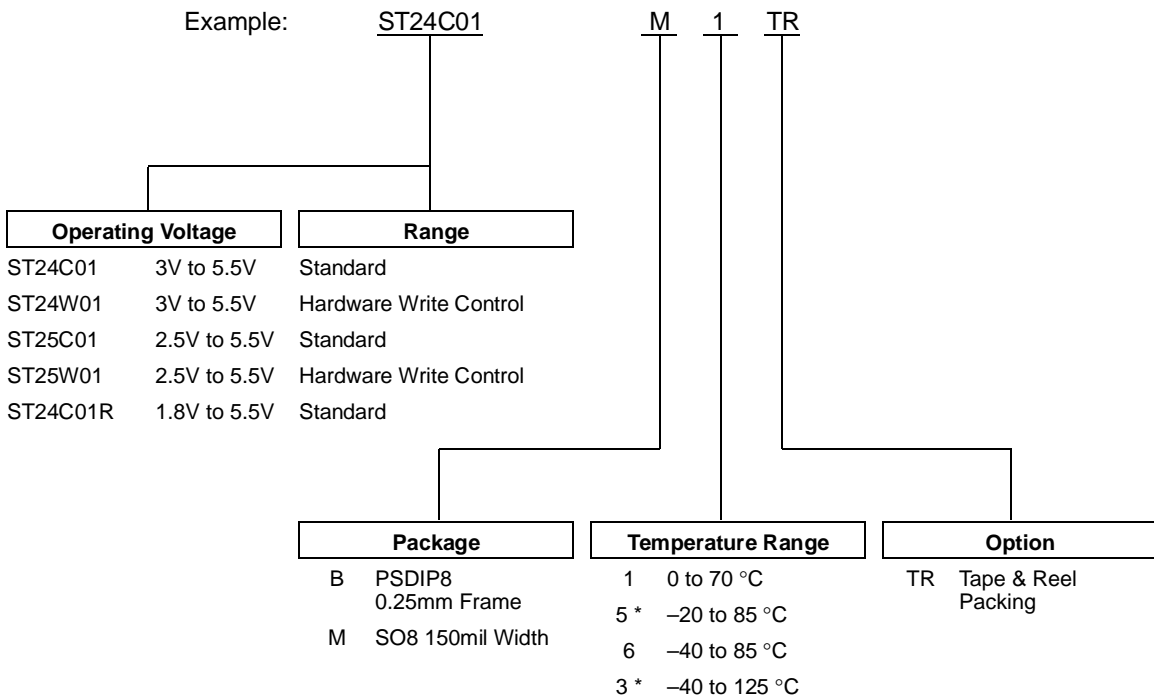 Example: ST24C01 M 1 TR
Operating Voltage Range
ST24C01 3V to 5.5V Standard
ST24W01 3V to 5.5V Hardware Write Control
ST25C01 2.5V to 5.5V Standard
ST25W01 2.5V to 5.5V Hardware Write Control
ST24C01R 1.8V to 5.5V Standard
Package
B PSDIP8
0.25mm Frame
M SO8 150mil Width
Temperature Range
1 0 to 70 °C
5 * –20 to 85 °C
6 –40 to 85 °C
3 * –40 to 125 °C
Option
TR Tape & Reel
Packing